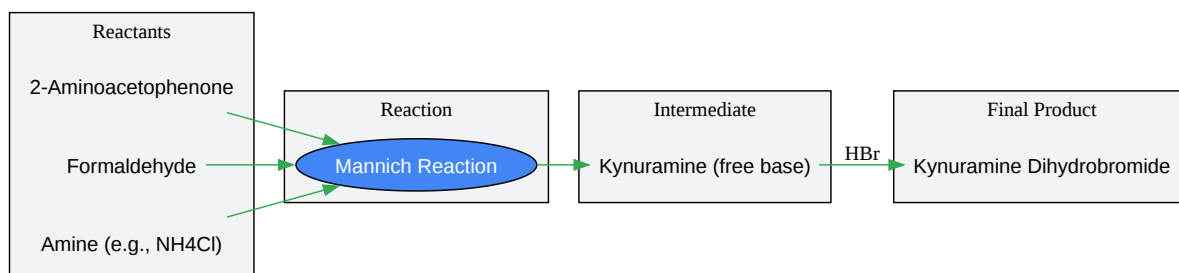 Reactants
2-Aminoacetophenone
Formaldehyde
Amine (e.g., NH4Cl)
Reaction
Mannich Reaction
Intermediate
Kynuramine (free base)
HBr
Final Product
Kynuramine Dihydrobromide